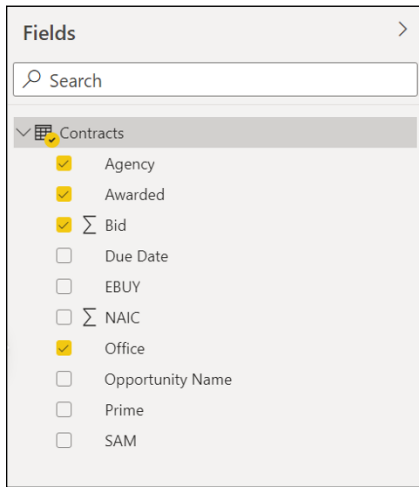 Fields
Search
Contracts
Agency
Awarded
∑ Bid
Due Date
EBUY
∑ NAIC
Office
Opportunity Name
Prime
SAM